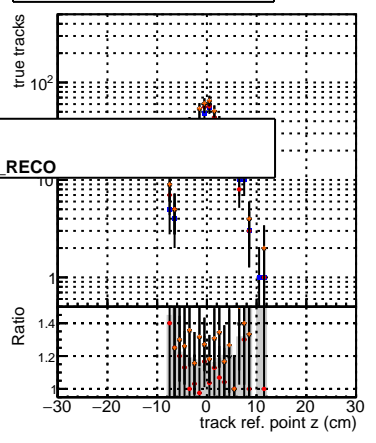 true tracks
10²
_RECO
10
1
Ratio
1.4
1.2
1
−30 −20 −10 0 10 20 30
track ref. point z (cm)